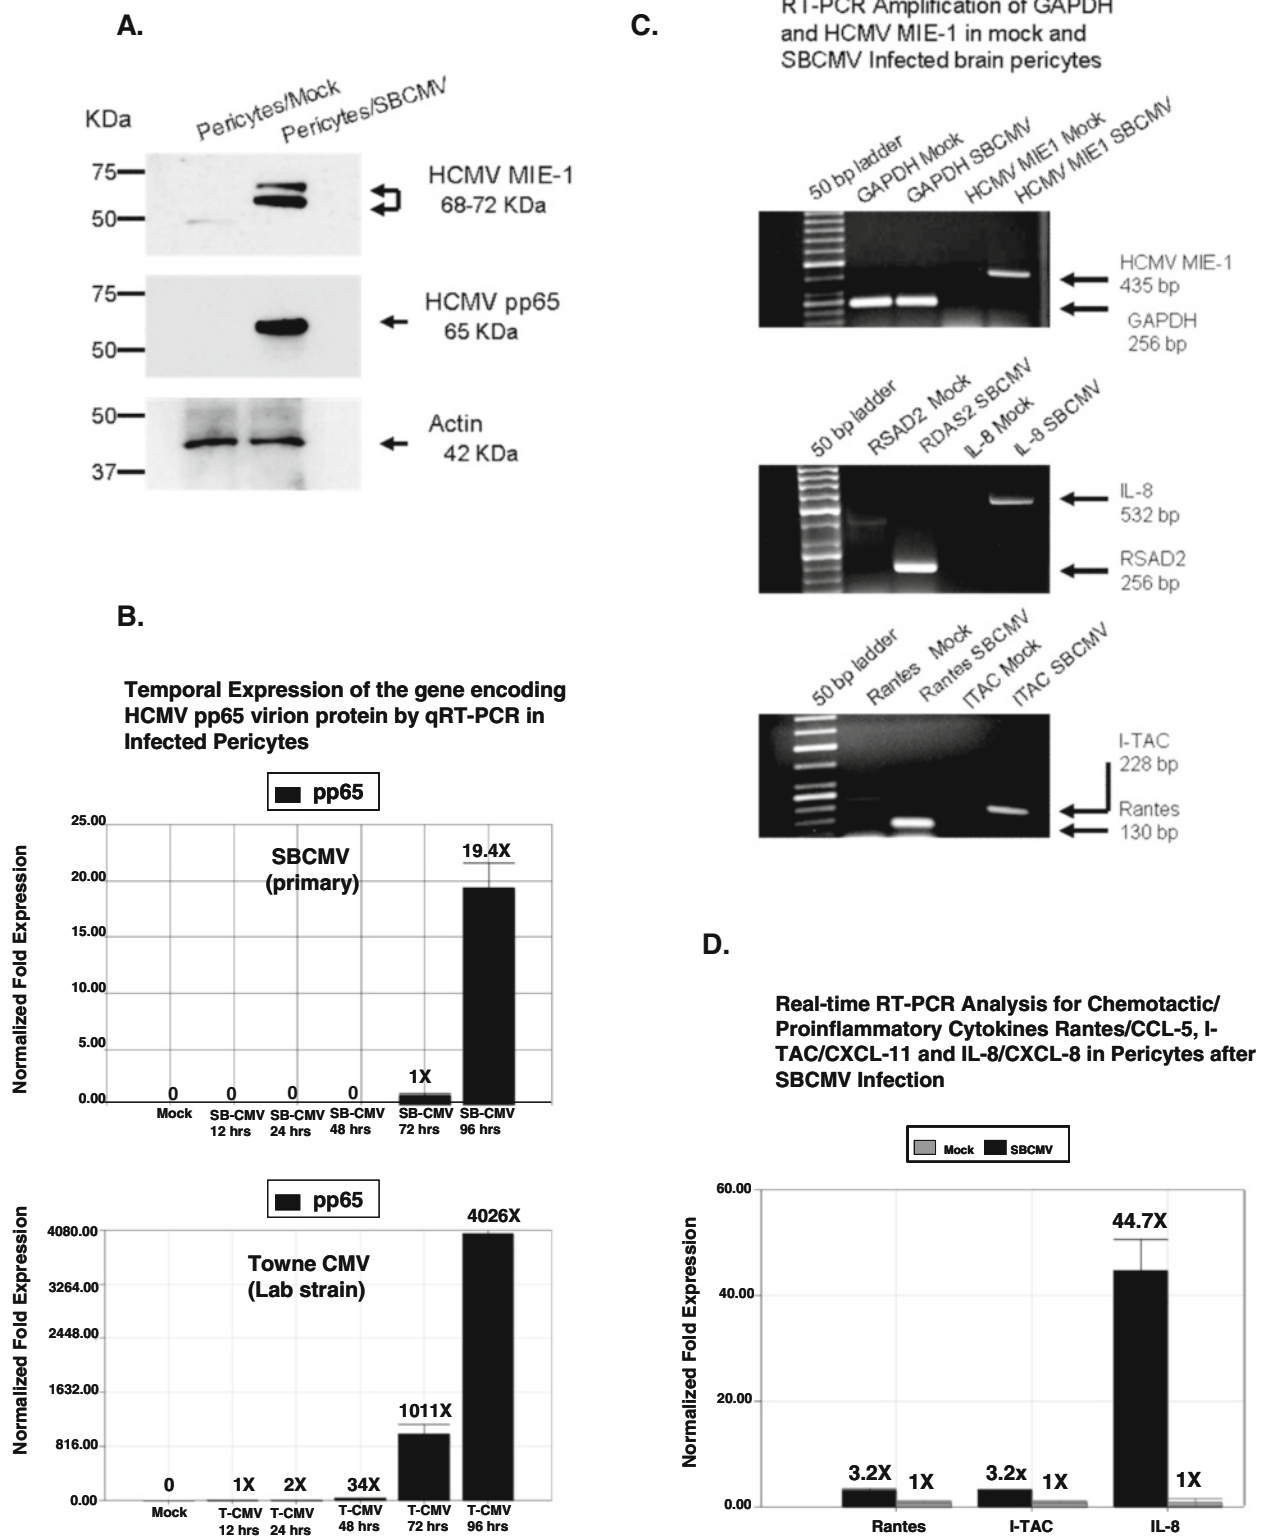 A.
KDa
Pericytes/Mock
Pericytes/SBCMV
75
50
HCMV MIE-1
68-72 KDa
75
50
HCMV pp65
65 KDa
50
37
Actin
42 KDa
B.
Temporal Expression of the gene encoding
HCMV pp65 virion protein by qRT-PCR in
Infected Pericytes
pp65
Normalized Fold Expression
25.00
20.00
15.00
10.00
5.00
0.00
SBCMV
(primary)
0
0
0
0
1X
19.4X
Mock
SB-CMV
12 hrs
SB-CMV
24 hrs
SB-CMV
48 hrs
SB-CMV
72 hrs
SB-CMV
96 hrs
pp65
Normalized Fold Expression
4080.00
3264.00
2448.00
1632.00
816.00
0.00
Towne CMV
(Lab strain)
0
1X
2X
34X
1011X
4026X
Mock
T-CMV
12 hrs
T-CMV
24 hrs
T-CMV
48 hrs
T-CMV
72 hrs
T-CMV
96 hrs
C.
RT-PCR Amplification of GAPDH
and HCMV MIE-1 in mock and
SBCMV Infected brain pericytes
50 bp ladder
GAPDH Mock
GAPDH SBCMV
HCMV MIE1 Mock
HCMV MIE1 SBCMV
HCMV MIE-1
435 bp
GAPDH
256 bp
50 bp ladder
RSAD2 Mock
RDAS2 SBCMV
IL-8 Mock
IL-8 SBCMV
IL-8
532 bp
RSAD2
256 bp
50 bp ladder
Rantes Mock
Rantes SBCMV
ITAC Mock
ITAC SBCMV
I-TAC
228 bp
Rantes
130 bp
D.
Real-time RT-PCR Analysis for Chemotactic/
Proinflammatory Cytokines Rantes/CCL-5, I-
TAC/CXCL-11 and IL-8/CXCL-8 in Pericytes after
SBCMV Infection
Mock SBCMV
Normalized Fold Expression
60.00
40.00
20.00
0.00
3.2X
1X
3.2x
1X
44.7X
1X
Rantes
I-TAC
IL-8